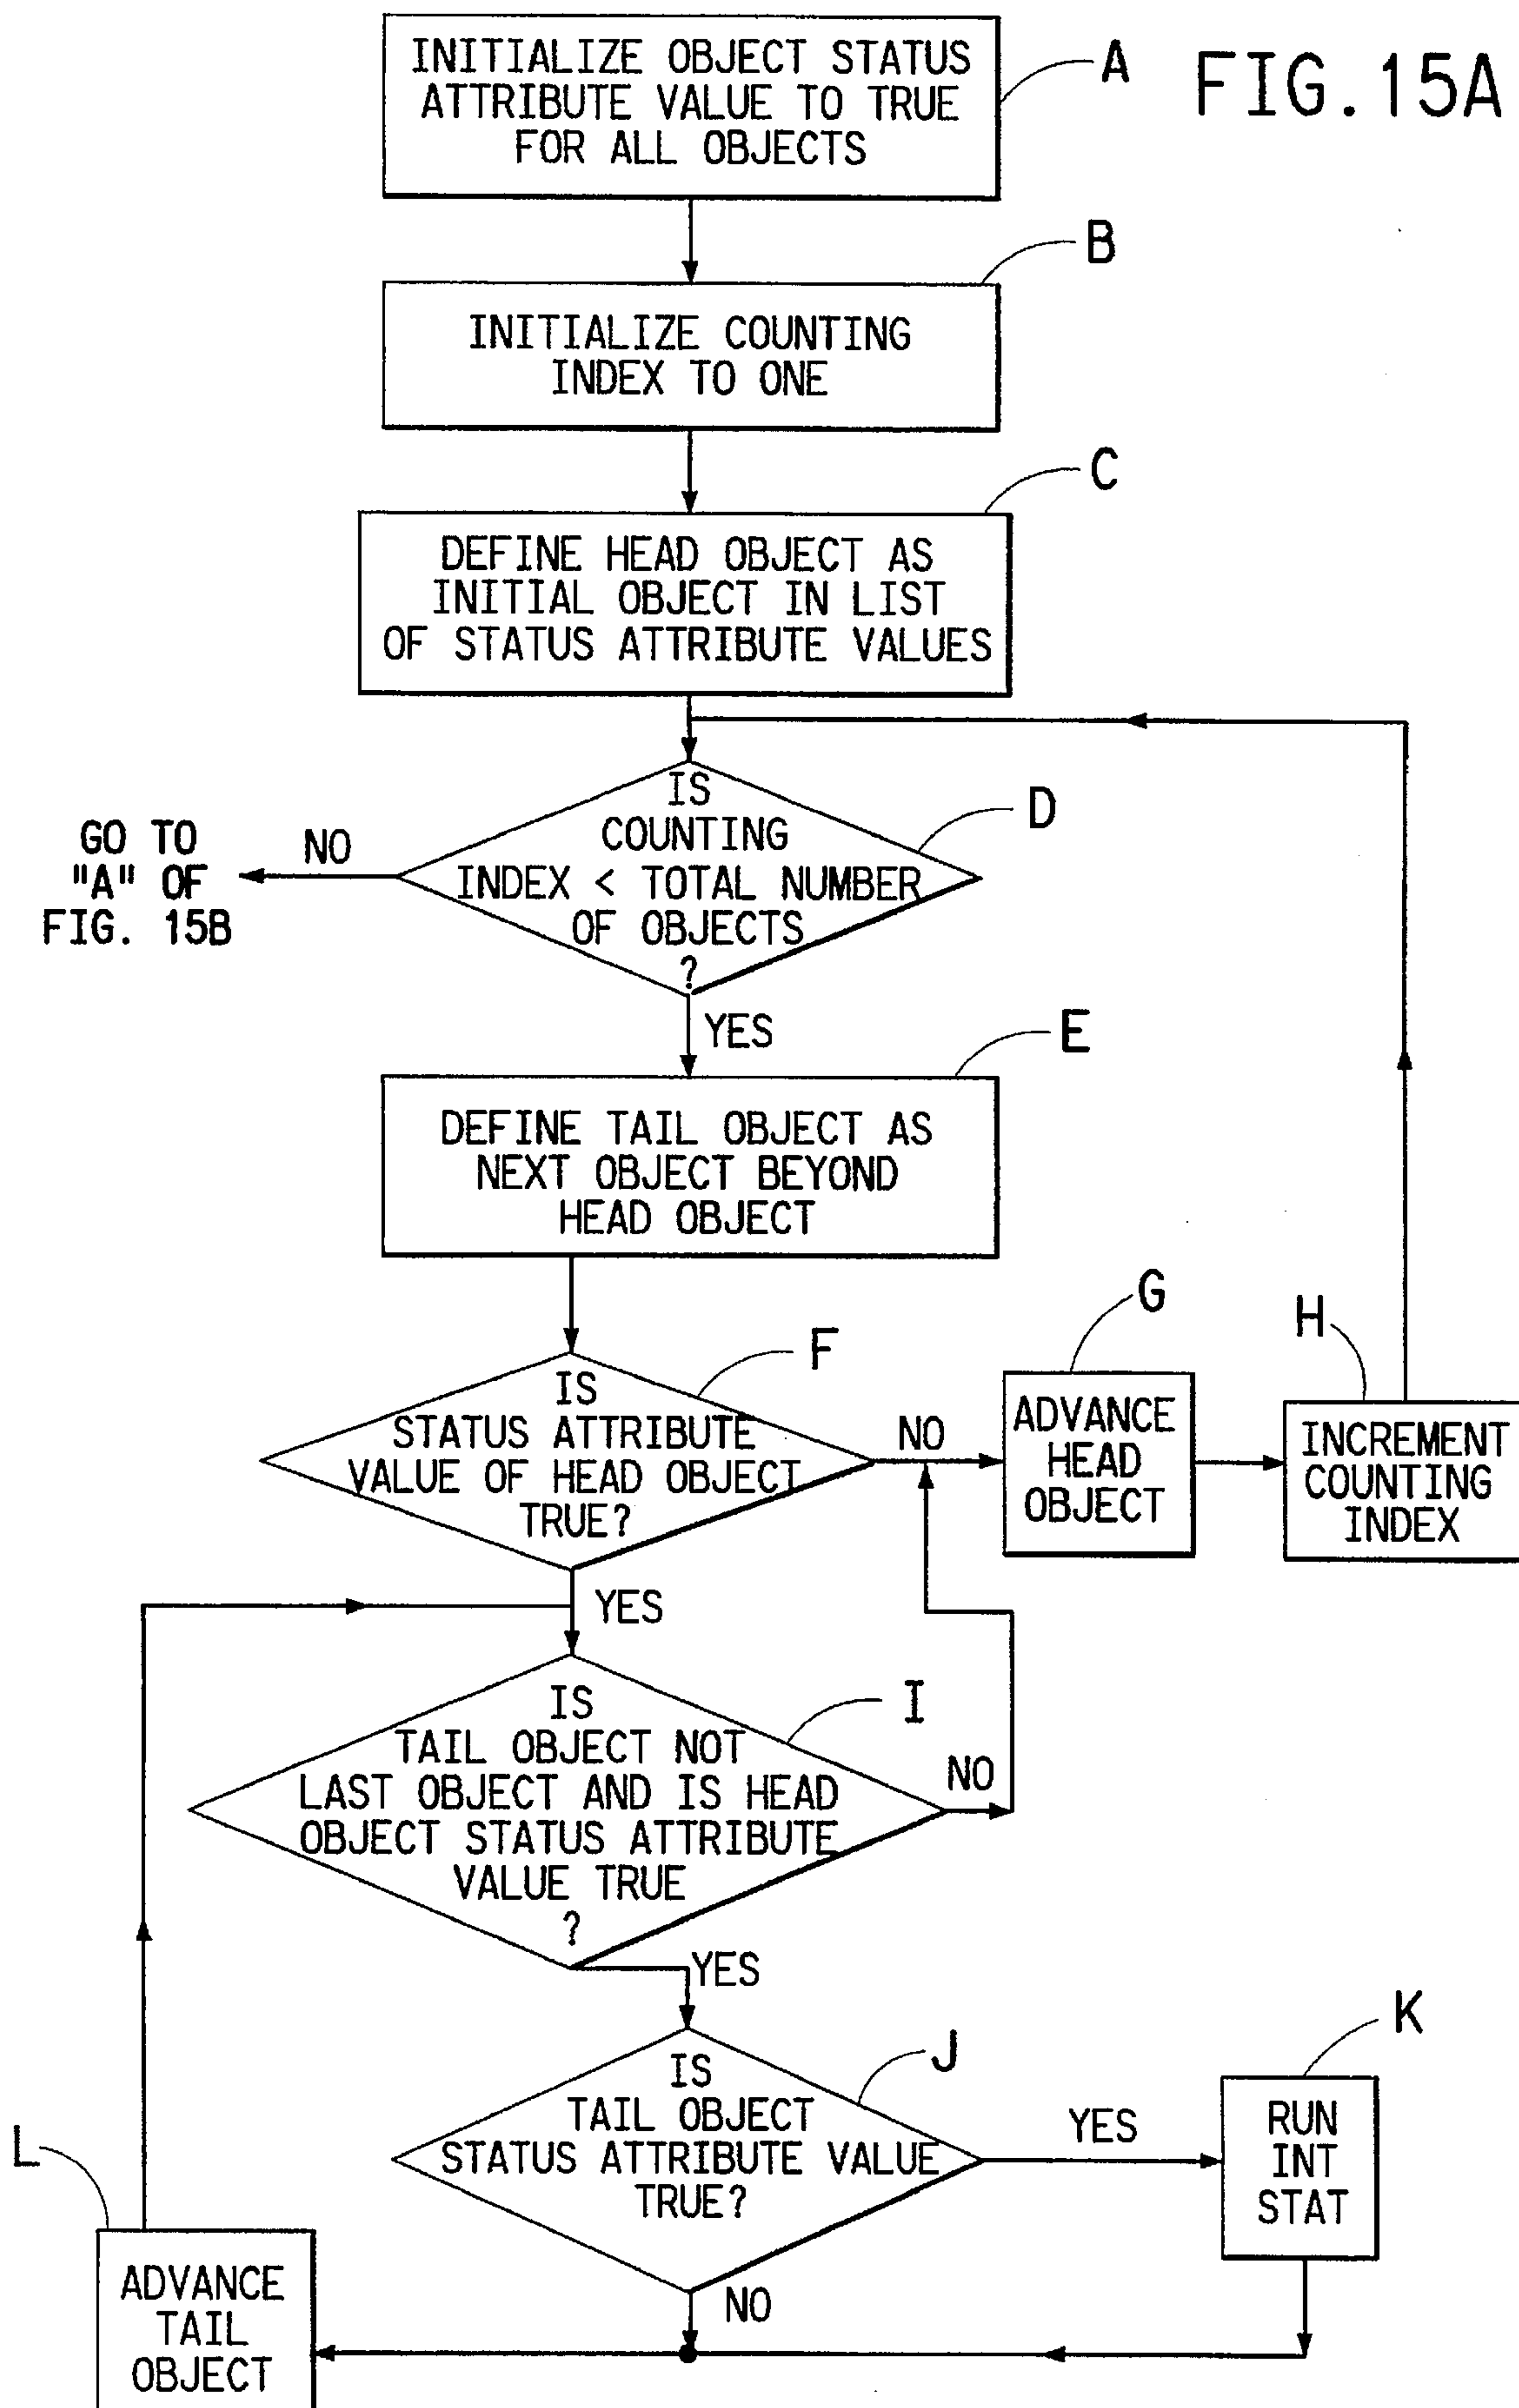 FIG.15A
INITIALIZE OBJECT STATUS
ATTRIBUTE VALUE TO TRUE
FOR ALL OBJECTS
A
B
INITIALIZE COUNTING
INDEX TO ONE
C
DEFINE HEAD OBJECT AS
INITIAL OBJECT IN LIST
OF STATUS ATTRIBUTE VALUES
D
IS
COUNTING
INDEX < TOTAL NUMBER
OF OBJECTS
?
NO
GO TO
"A" OF
FIG. 15B
YES
E
DEFINE TAIL OBJECT AS
NEXT OBJECT BEYOND
HEAD OBJECT
F
IS
STATUS ATTRIBUTE
VALUE OF HEAD OBJECT
TRUE?
NO
G
ADVANCE
HEAD
OBJECT
H
INCREMENT
COUNTING
INDEX
YES
I
IS
TAIL OBJECT NOT
LAST OBJECT AND IS HEAD
OBJECT STATUS ATTRIBUTE
VALUE TRUE
?
NO
YES
J
IS
TAIL OBJECT
STATUS ATTRIBUTE VALUE
TRUE?
YES
K
RUN
INT
STAT
NO
L
ADVANCE
TAIL
OBJECT